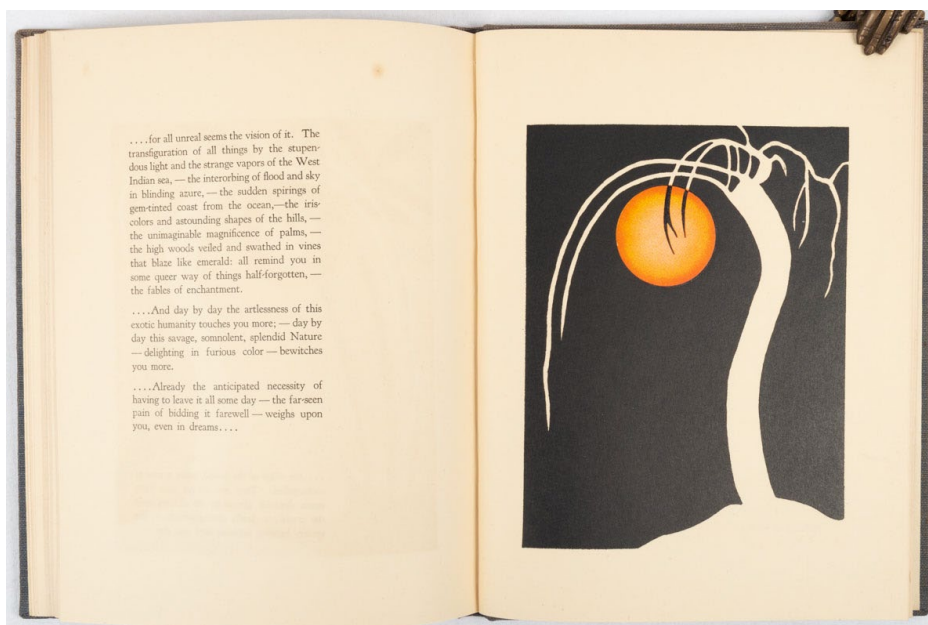 ....for all unreal seems the vision of it. The
transfiguration of all things by the stupen-
dous light and the strange vapors of the West
Indian sea, — the interorbing of flood and sky
in blinding azure, — the sudden spirings of
gem-tinted coast from the ocean,—the iris-
colors and astounding shapes of the hills, —
the unimaginable magnificence of palms, —
the high woods veiled and swathed in vines
that blaze like emerald: all remind you in
some queer way of things half-forgotten, —
the fables of enchantment.
....And day by day the artlessness of this
exotic humanity touches you more; — day by
day this savage, somnolent, splendid Nature
— delighting in furious color — bewitches
you more.
....Already the anticipated necessity of
having to leave it all some day — the far-seen
pain of bidding it farewell — weighs upon
you, even in dreams....